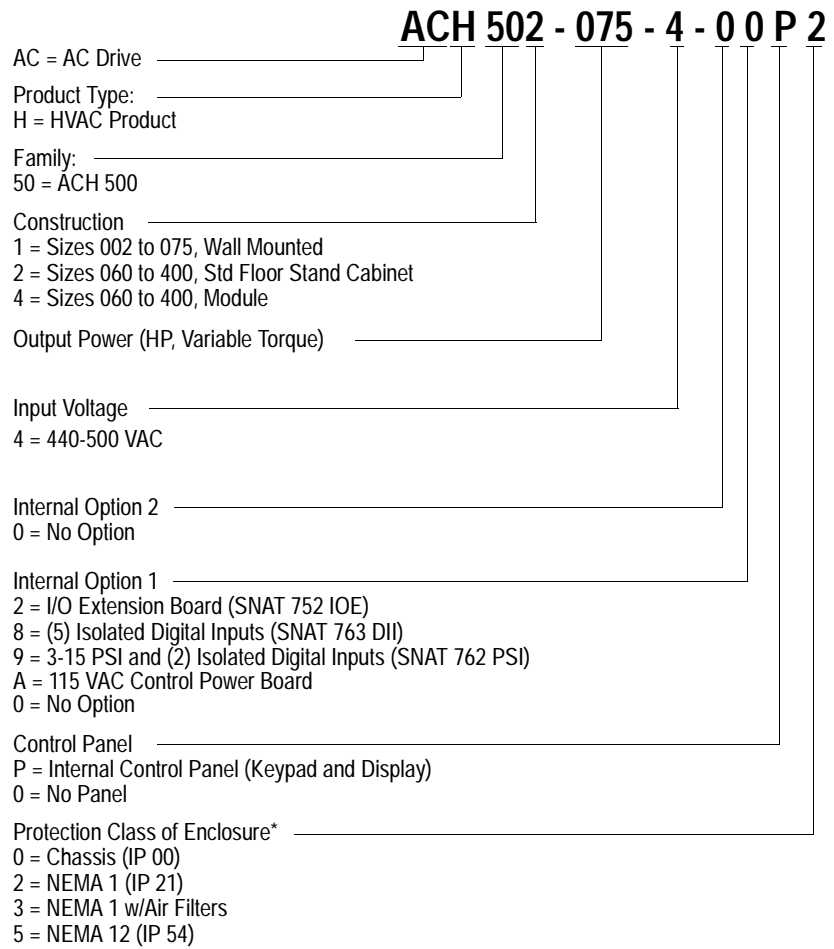 ACH 502 - 075 - 4 - 0 0 P 2
AC = AC Drive
Product Type:
H = HVAC Product
Family:
50 = ACH 500
Construction
1 = Sizes 002 to 075, Wall Mounted
2 = Sizes 060 to 400, Std Floor Stand Cabinet
4 = Sizes 060 to 400, Module
Output Power (HP, Variable Torque)
Input Voltage
4 = 440-500 VAC
Internal Option 2
0 = No Option
Internal Option 1
2 = I/O Extension Board (SNAT 752 IOE)
8 = (5) Isolated Digital Inputs (SNAT 763 DII)
9 = 3-15 PSI and (2) Isolated Digital Inputs (SNAT 762 PSI)
A = 115 VAC Control Power Board
0 = No Option
Control Panel
P = Internal Control Panel (Keypad and Display)
0 = No Panel
Protection Class of Enclosure*
0 = Chassis (IP 00)
2 = NEMA 1 (IP 21)
3 = NEMA 1 w/Air Filters
5 = NEMA 12 (IP 54)